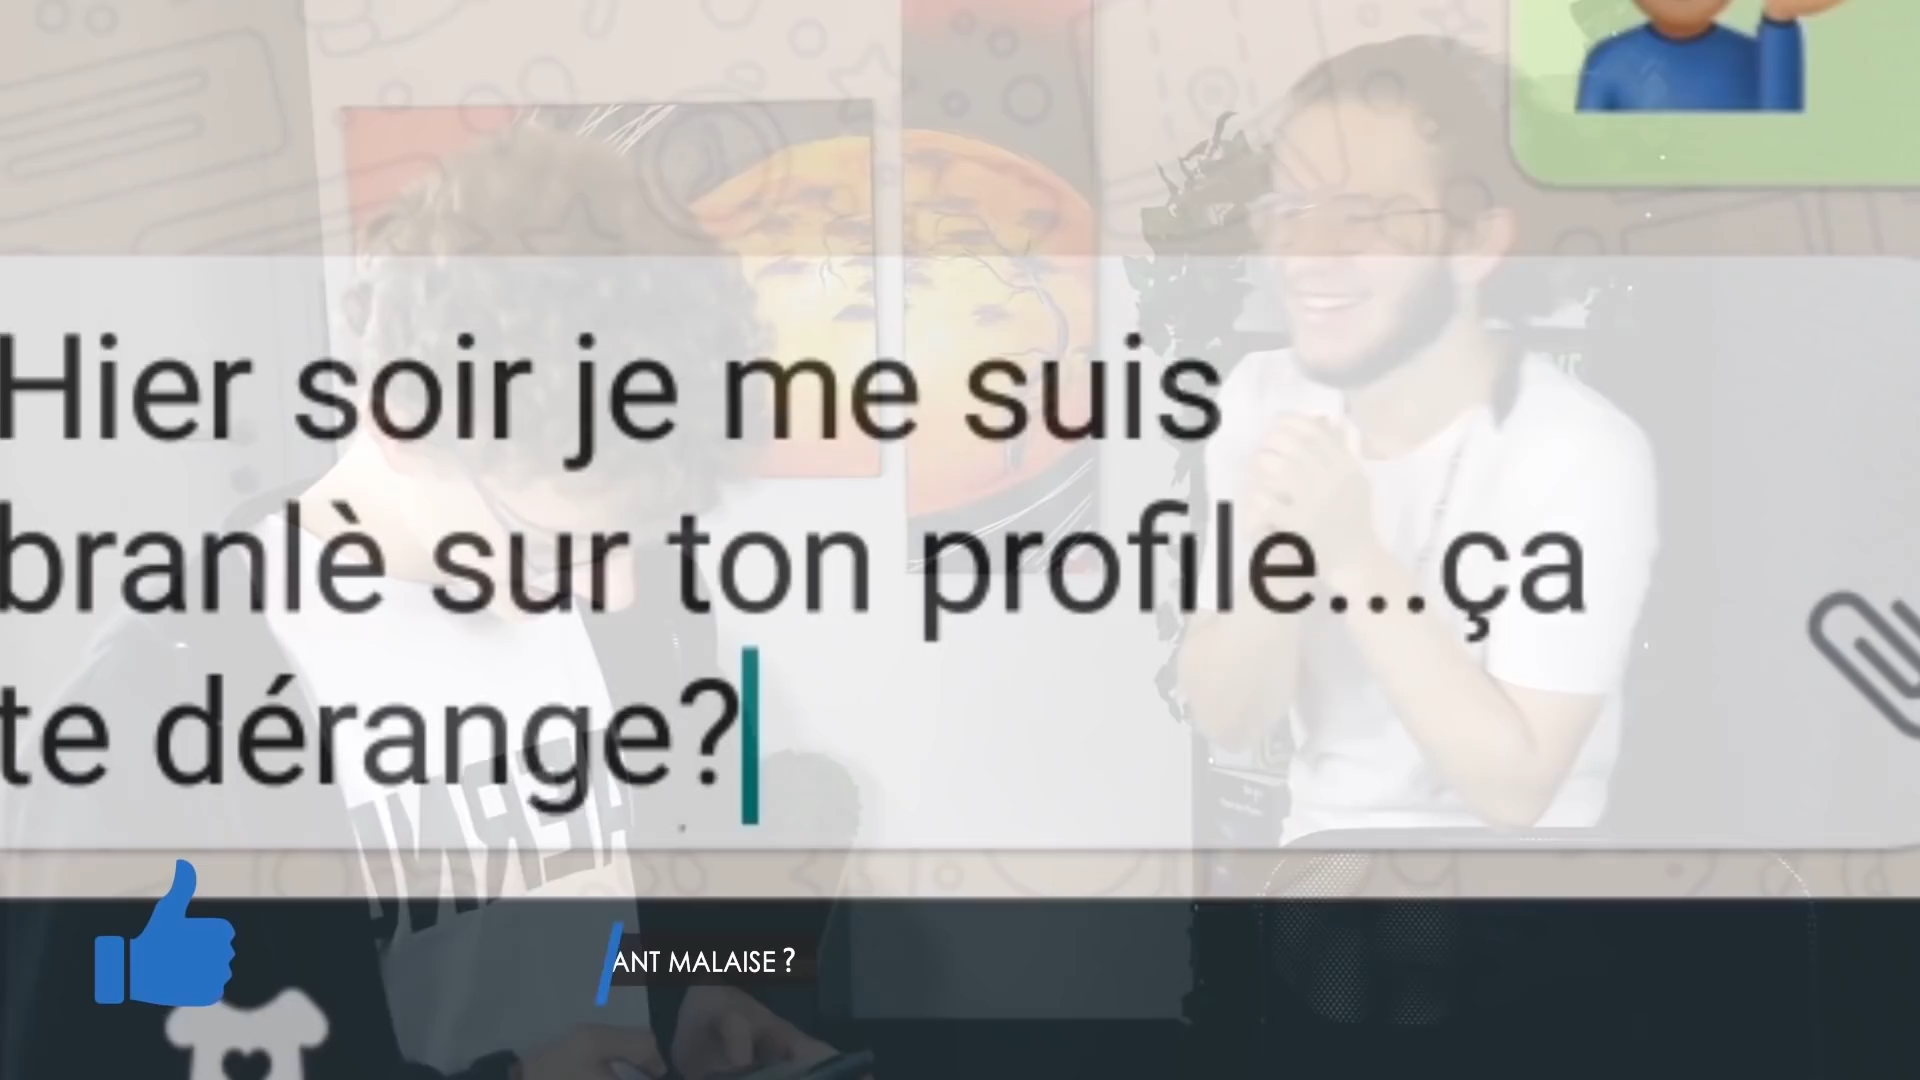 Hier soir je me suis
branlè sur ton profile...ça
te dérange?
ANT MALAISE ?